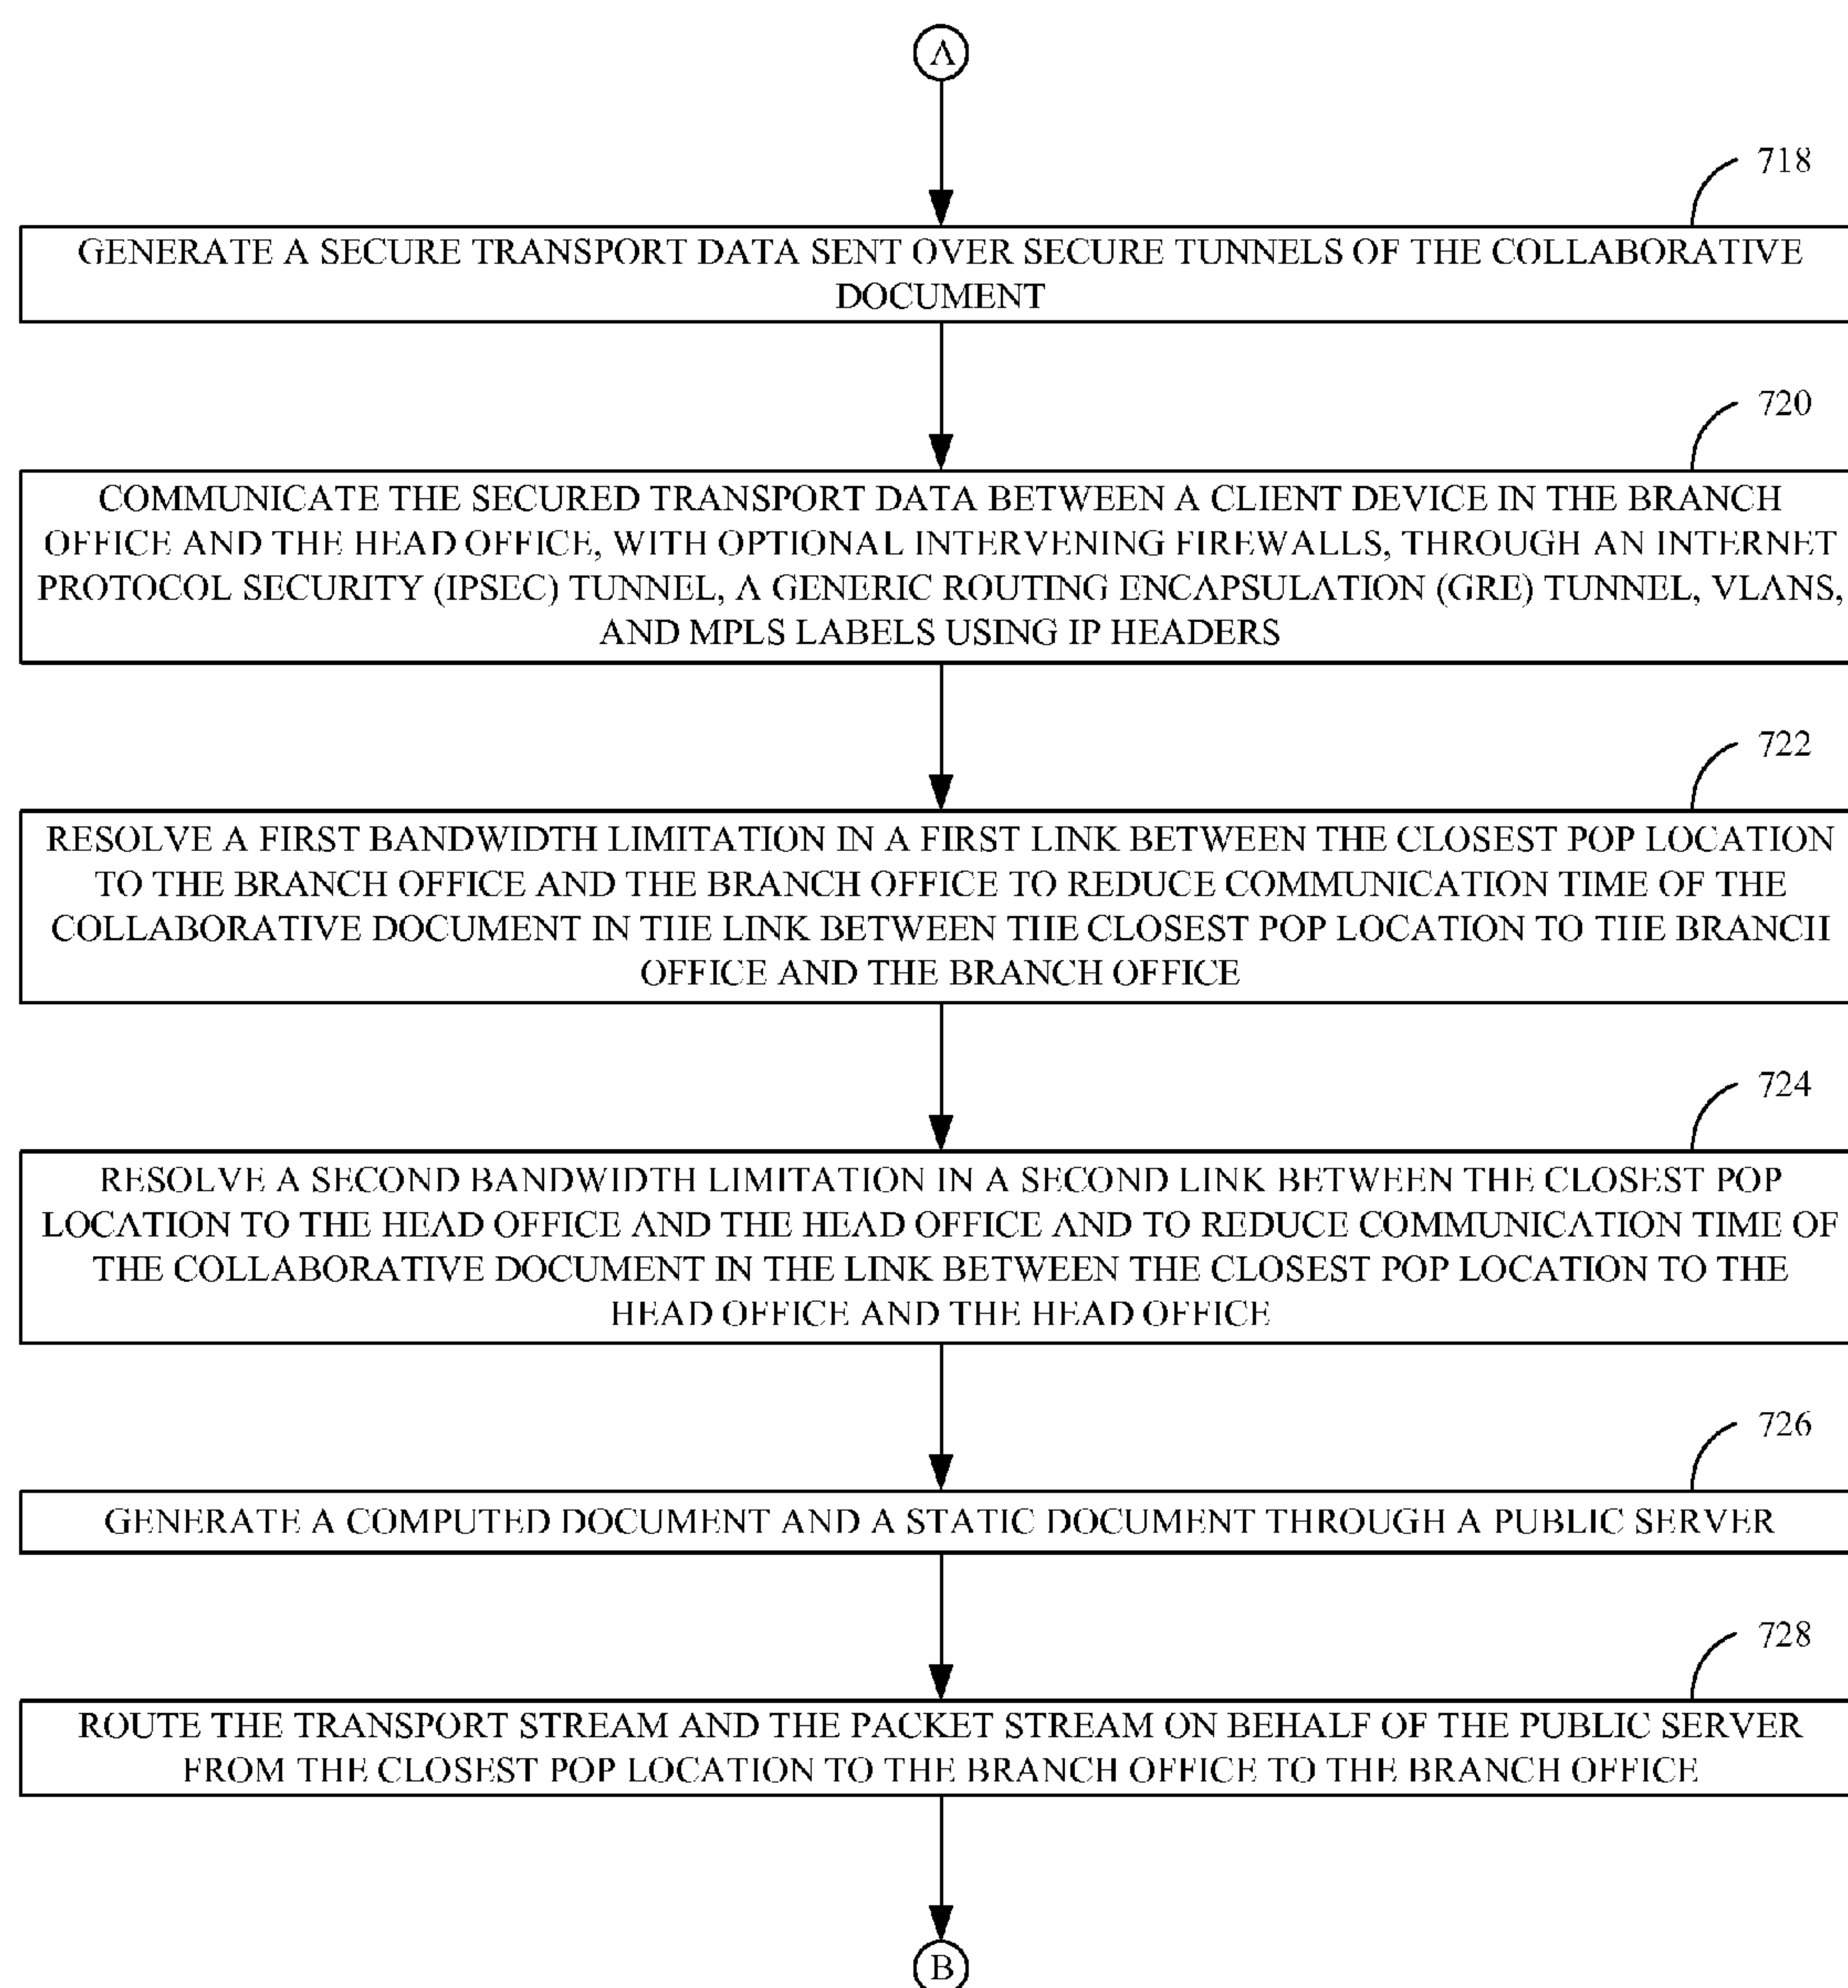 A
718
GENERATE A SECURE TRANSPORT DATA SENT OVER SECURE TUNNELS OF THE COLLABORATIVE
DOCUMENT
720
COMMUNICATE THE SECURED TRANSPORT DATA BETWEEN A CLIENT DEVICE IN THE BRANCH
OFFICE AND THE HEAD OFFICE, WITH OPTIONAL INTERVENING FIREWALLS, THROUGH AN INTERNET
PROTOCOL SECURITY (IPSEC) TUNNEL, A GENERIC ROUTING ENCAPSULATION (GRE) TUNNEL, VLANS,
AND MPLS LABELS USING IP HEADERS
722
RESOLVE A FIRST BANDWIDTH LIMITATION IN A FIRST LINK BETWEEN THE CLOSEST POP LOCATION
TO THE BRANCH OFFICE AND THE BRANCH OFFICE TO REDUCE COMMUNICATION TIME OF THE
COLLABORATIVE DOCUMENT IN THE LINK BETWEEN THE CLOSEST POP LOCATION TO THE BRANCH
OFFICE AND THE BRANCH OFFICE
724
RESOLVE A SECOND BANDWIDTH LIMITATION IN A SECOND LINK BETWEEN THE CLOSEST POP
LOCATION TO THE HEAD OFFICE AND THE HEAD OFFICE AND TO REDUCE COMMUNICATION TIME OF
THE COLLABORATIVE DOCUMENT IN THE LINK BETWEEN THE CLOSEST POP LOCATION TO THE
HEAD OFFICE AND THE HEAD OFFICE
726
GENERATE A COMPUTED DOCUMENT AND A STATIC DOCUMENT THROUGH A PUBLIC SERVER
728
ROUTE THE TRANSPORT STREAM AND THE PACKET STREAM ON BEHALF OF THE PUBLIC SERVER
FROM THE CLOSEST POP LOCATION TO THE BRANCH OFFICE TO THE BRANCH OFFICE
B